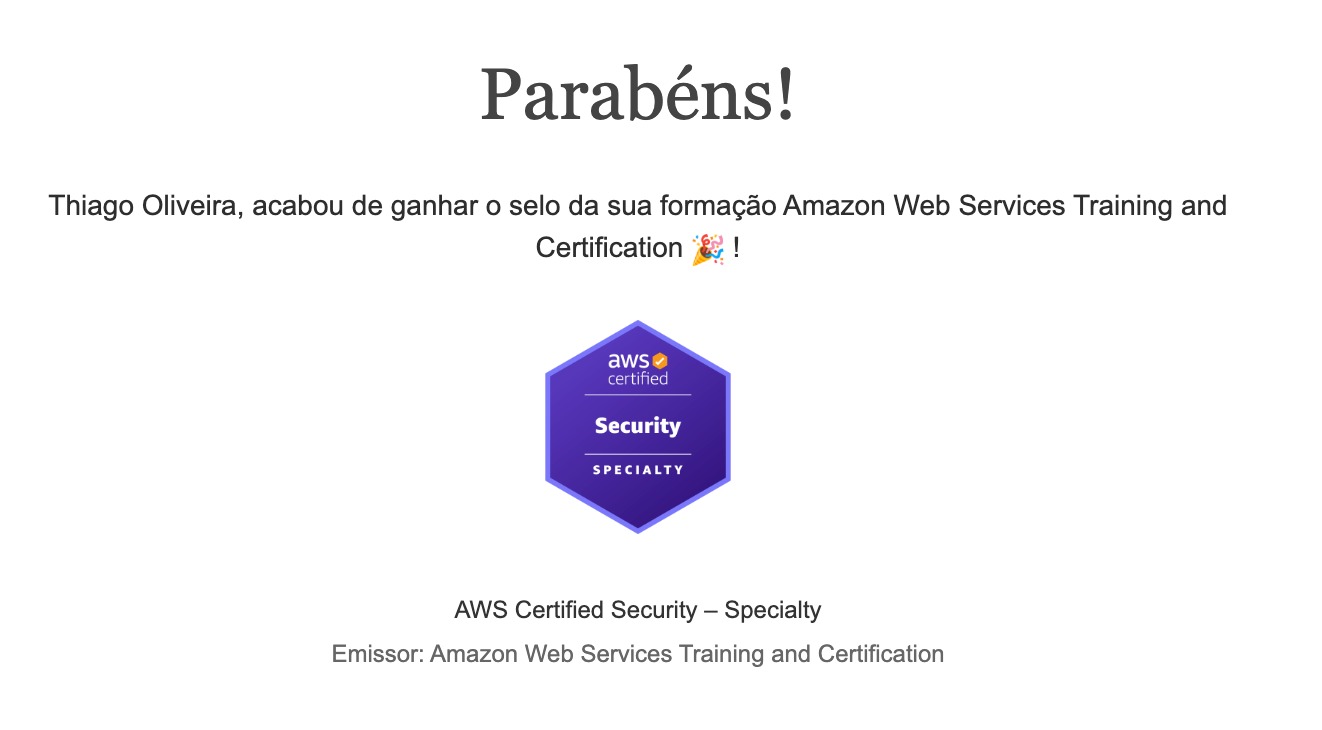 Parabéns!
Thiago Oliveira, acabou de ganhar o selo da sua formação Amazon Web Services Training and
Certification 🎉 !
aws
certified
Security
SPECIALTY
AWS Certified Security – Specialty
Emissor: Amazon Web Services Training and Certification